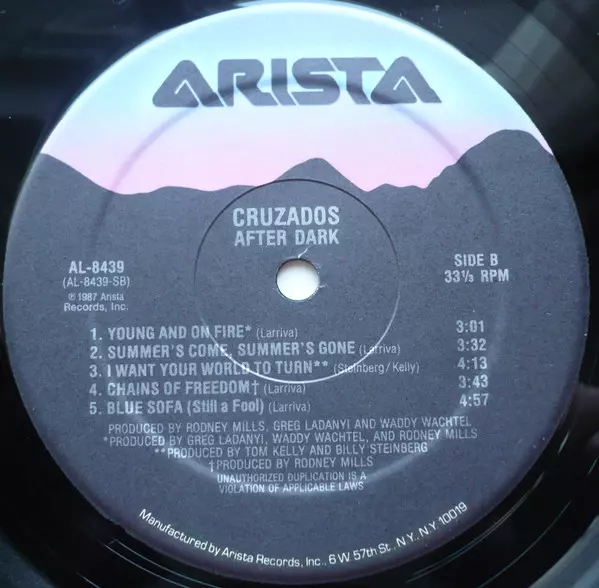 ARISTA
CRUZADOS
AFTER DARK
AL-8439
(AL-8439-SB)
℗ 1987 Arista
Records, Inc.
SIDE B
33⅓ RPM
1. YOUNG AND ON FIRE* (Larriva) 3:01
2. SUMMER'S COME, SUMMER'S GONE (Larriva) 3:32
3. I WANT YOUR WORLD TO TURN** (Steinberg/Kelly) 4:13
4. CHAINS OF FREEDOM† (Larriva) 3:43
5. BLUE SOFA (Still a Fool) (Larriva) 4:57
PRODUCED BY RODNEY MILLS, GREG LADANYI AND WADDY WACHTEL
*PRODUCED BY GREG LADANYI, WADDY WACHTEL, AND RODNEY MILLS
**PRODUCED BY TOM KELLY AND BILLY STEINBERG
†PRODUCED BY RODNEY MILLS
UNAUTHORIZED DUPLICATION IS A
VIOLATION OF APPLICABLE LAWS
Manufactured by Arista Records, Inc., 6 W 57th St., N.Y., N.Y. 10019